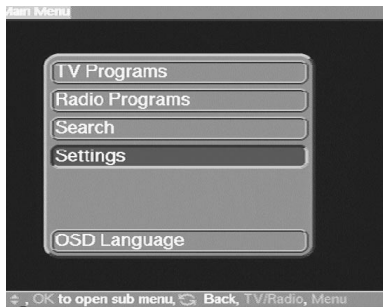 Main Menu
TV Programs
Radio Programs
Search
Settings
OSD Language
, OK to open sub menu, Back, TV/Radio, Menu